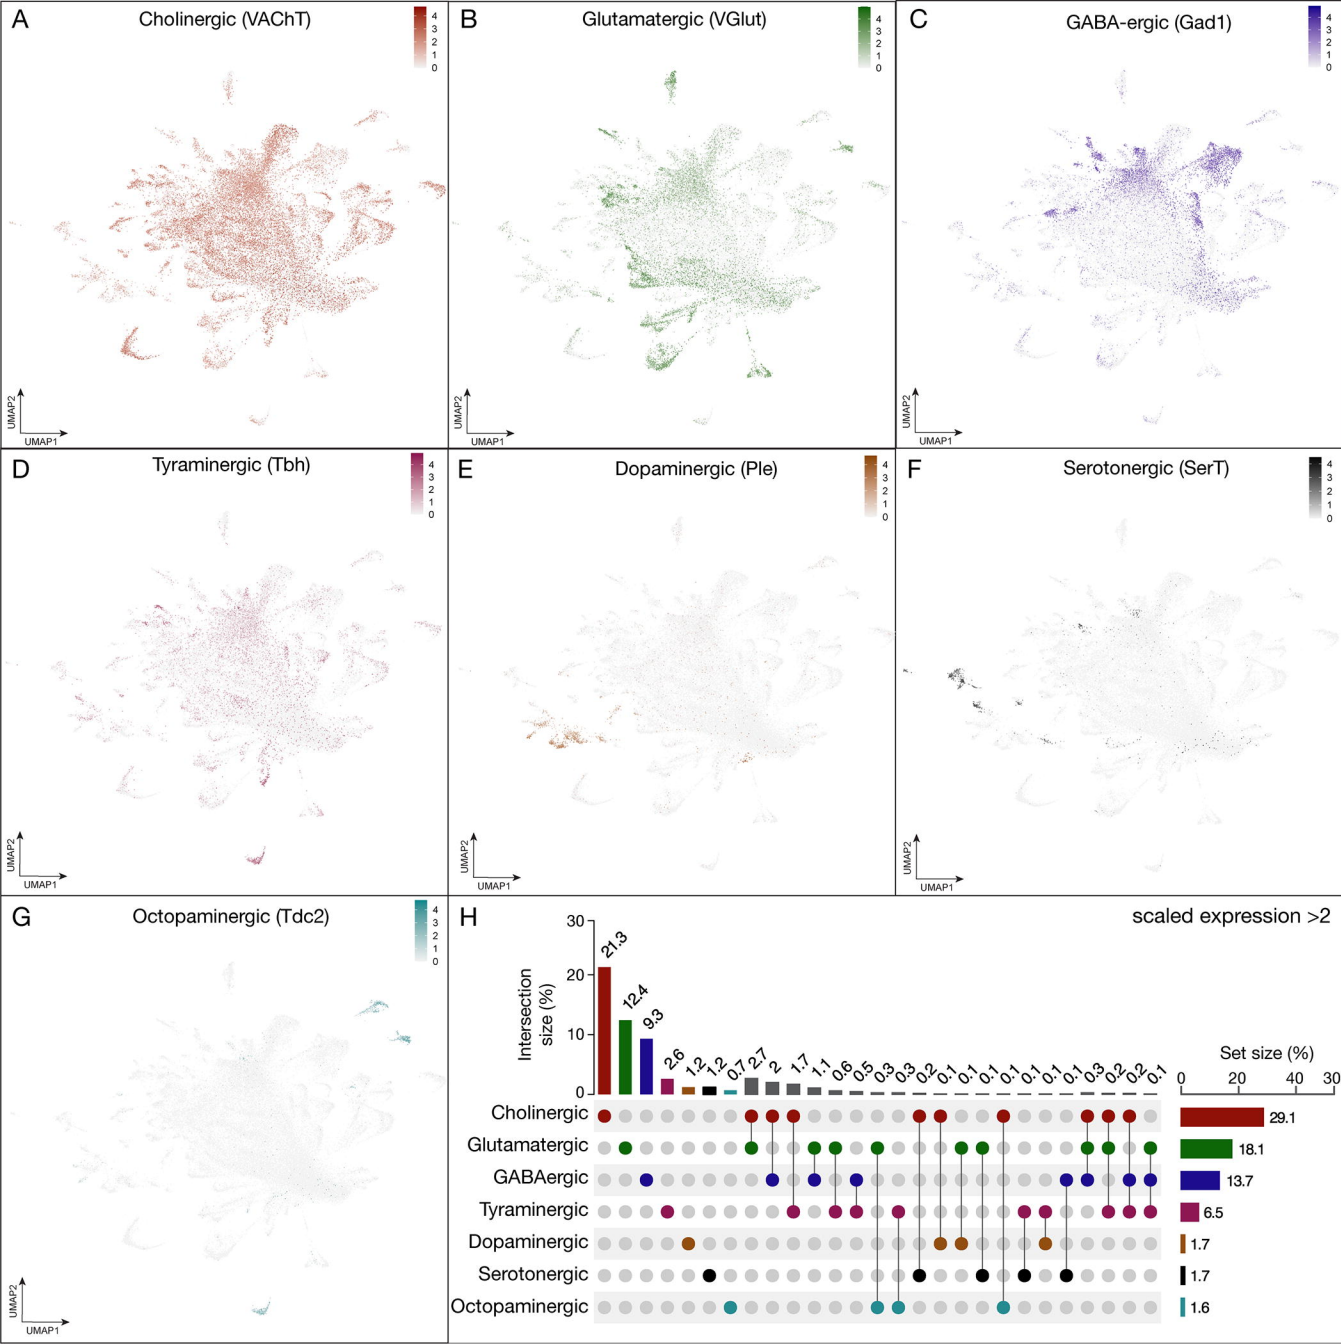 A
Cholinergic (VAChT)
4
3
2
1
0
UMAP2
UMAP1
B
Glutamatergic (VGlut)
4
3
2
1
0
UMAP2
UMAP1
C
GABA-ergic (Gad1)
4
3
2
1
0
UMAP2
UMAP1
D
Tyraminergic (Tbh)
4
3
2
1
0
UMAP2
UMAP1
E
Dopaminergic (Ple)
4
3
2
1
0
UMAP2
UMAP1
F
Serotonergic (SerT)
4
3
2
1
0
UMAP2
UMAP1
G
Octopaminergic (Tdc2)
4
3
2
1
0
UMAP2
UMAP1
H
scaled expression >2
Intersection
size (%)
30
20
10
0
21.3 12.4 9.3 2.6 1.2 1.2 0.7 2.7 2 1.7 1.1 0.6 0.5 0.3 0.3 0.2 0.1 0.1 0.1 0.1 0.1 0.1 0.1 0.3 0.2 0.2 0.1
Set size (%)
0 20 40 30
Cholinergic 29.1
Glutamatergic 18.1
GABAergic 13.7
Tyraminergic 6.5
Dopaminergic 1.7
Serotonergic 1.7
Octopaminergic 1.6